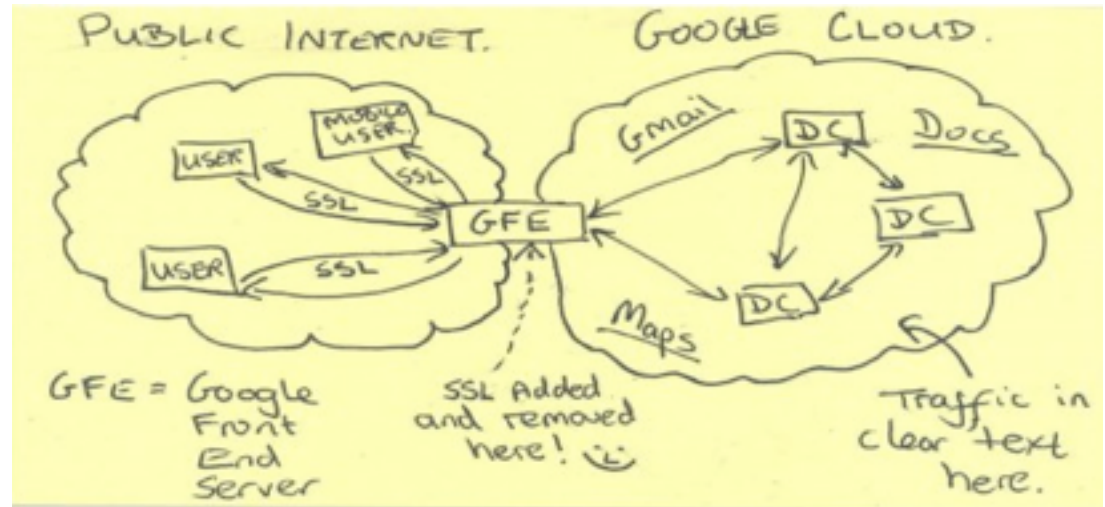 PUBLIC INTERNET.
GOOGLE CLOUD.
MOBILE
USER.
USER
SSL
SSL
GFE
USER
SSL
Gmail
DC
Docs
DC
DC
Maps
GFE = Google
Front
End
Server
SSL Added
and removed
here!
Traffic in
clear text
here.